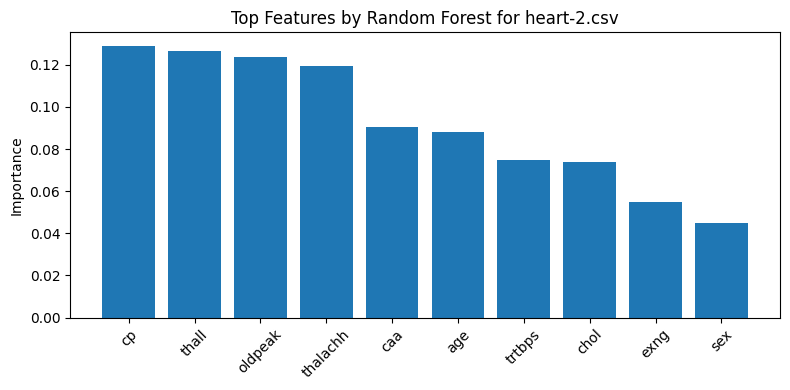 Top Features by Random Forest for heart-2.csv
Importance
0.12
0.10
0.08
0.06
0.04
0.02
0.00
cp
thall
oldpeak
thalachh
caa
age
trtbps
chol
exng
sex